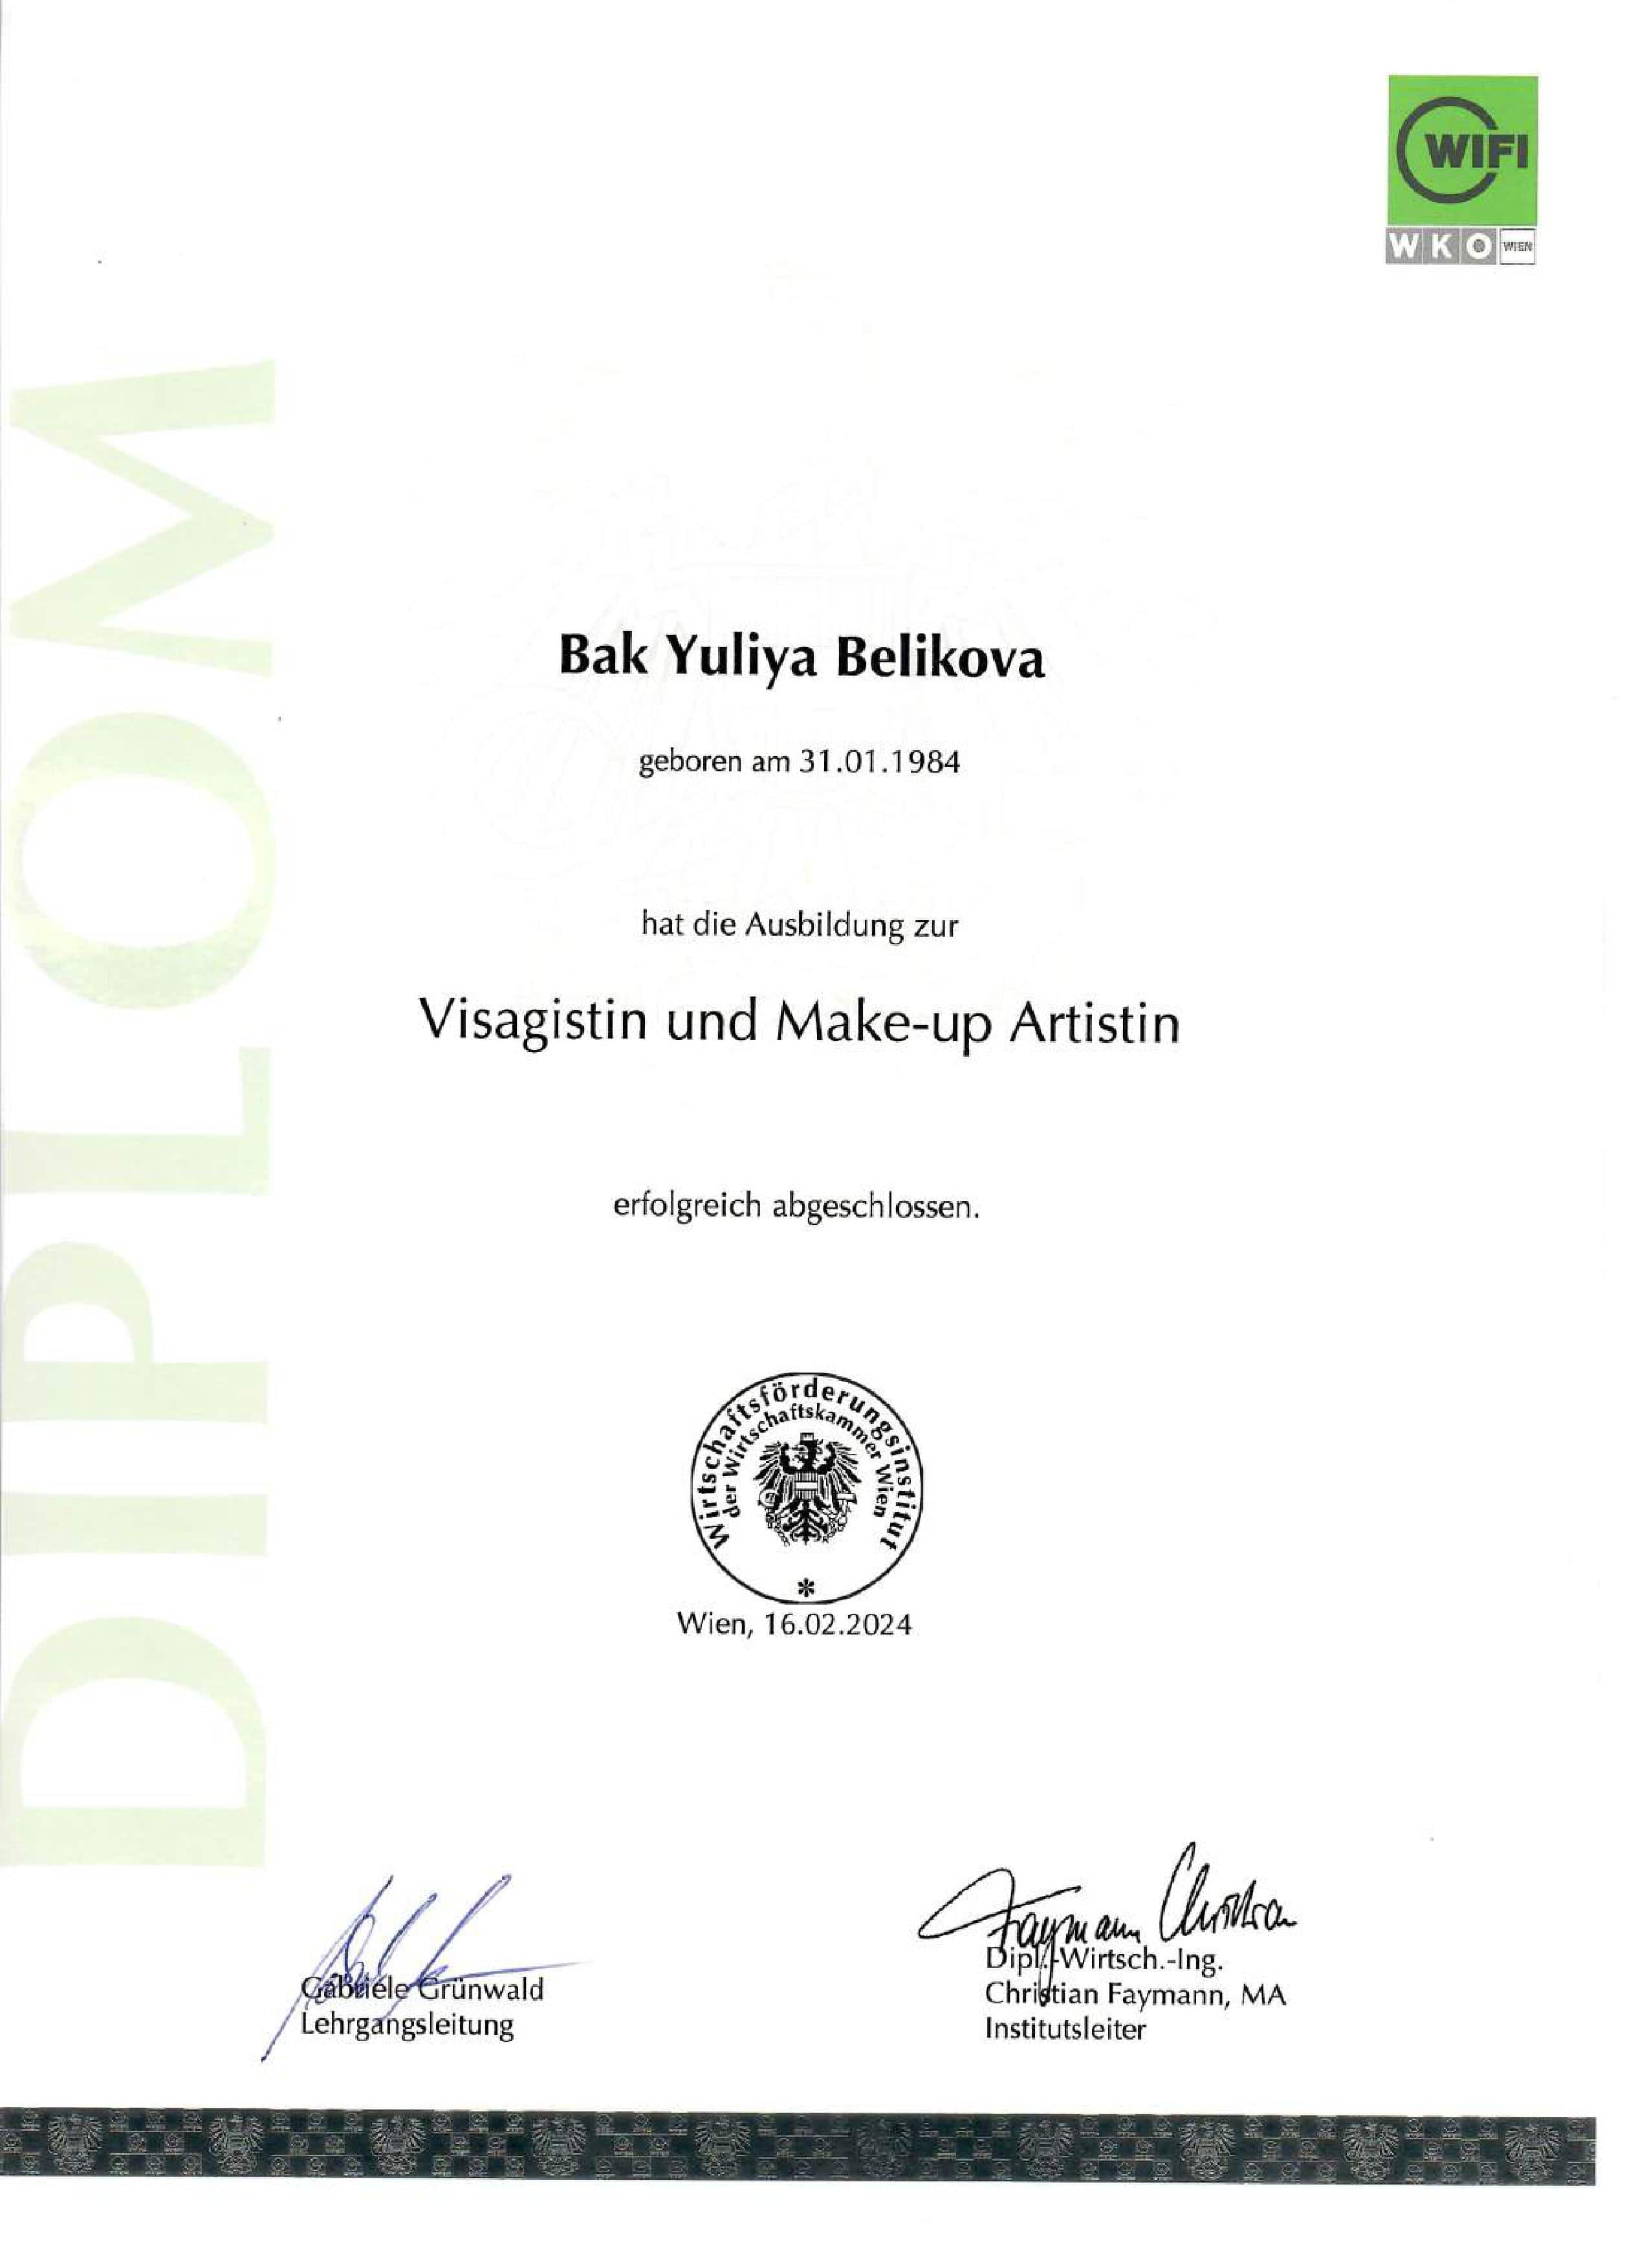 WIFI
WKO WIEN
DIPLOM
Bak Yuliya Belikova
geboren am 31.01.1984
hat die Ausbildung zur
Visagistin und Make-up Artistin
erfolgreich abgeschlossen.
Wirtschaftsförderungsinstitut
der Wirtschaftskammer Wien
*
Wien, 16.02.2024
Faymann Christian
Gabriele Grünwald
Lehrgangsleitung
Dipl.-Wirtsch.-Ing.
Christian Faymann, MA
Institutsleiter